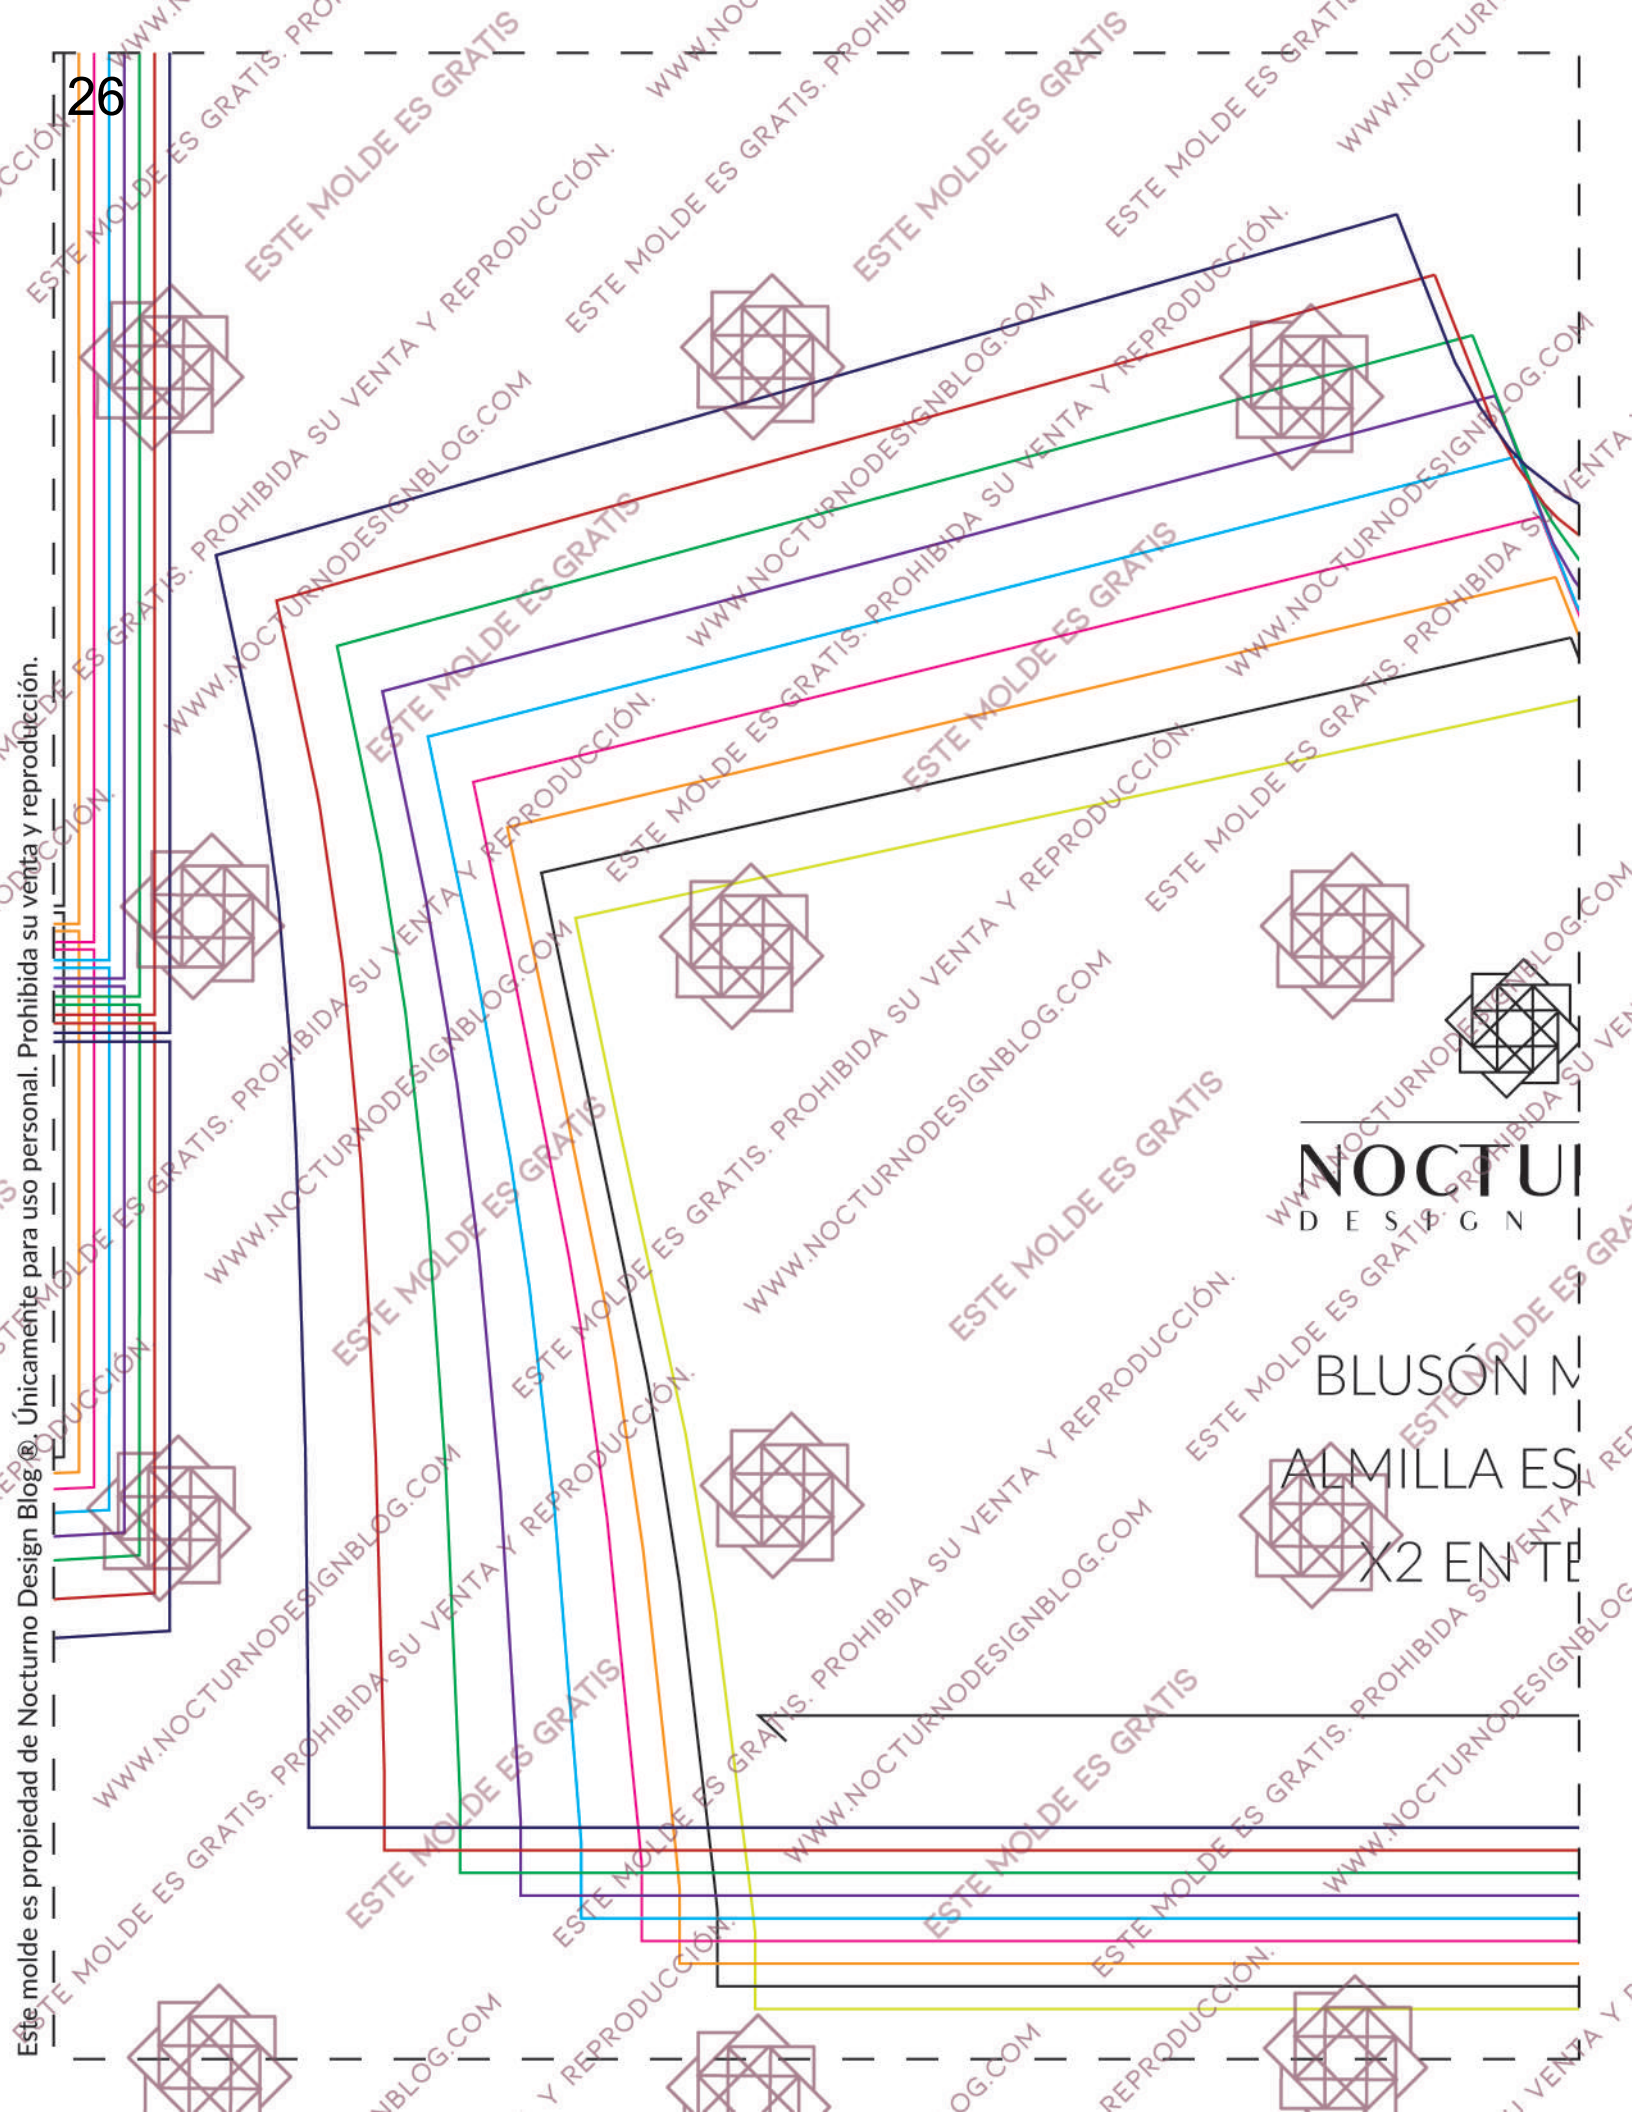 26
Este molde es propiedad de Nocturno Design Blog ®. Únicamente para uso personal. Prohibida su venta y reproducción.
NOCTU
DESIGN
BLUSÓN
ALMILLA ES
X2 EN TE
ESTE MOLDE ES GRATIS
ESTE MOLDE ES GRATIS. PROHIBIDA SU VENTA Y REPRODUCCIÓN.
WWW.NOCTURNODESIGNBLOG.COM